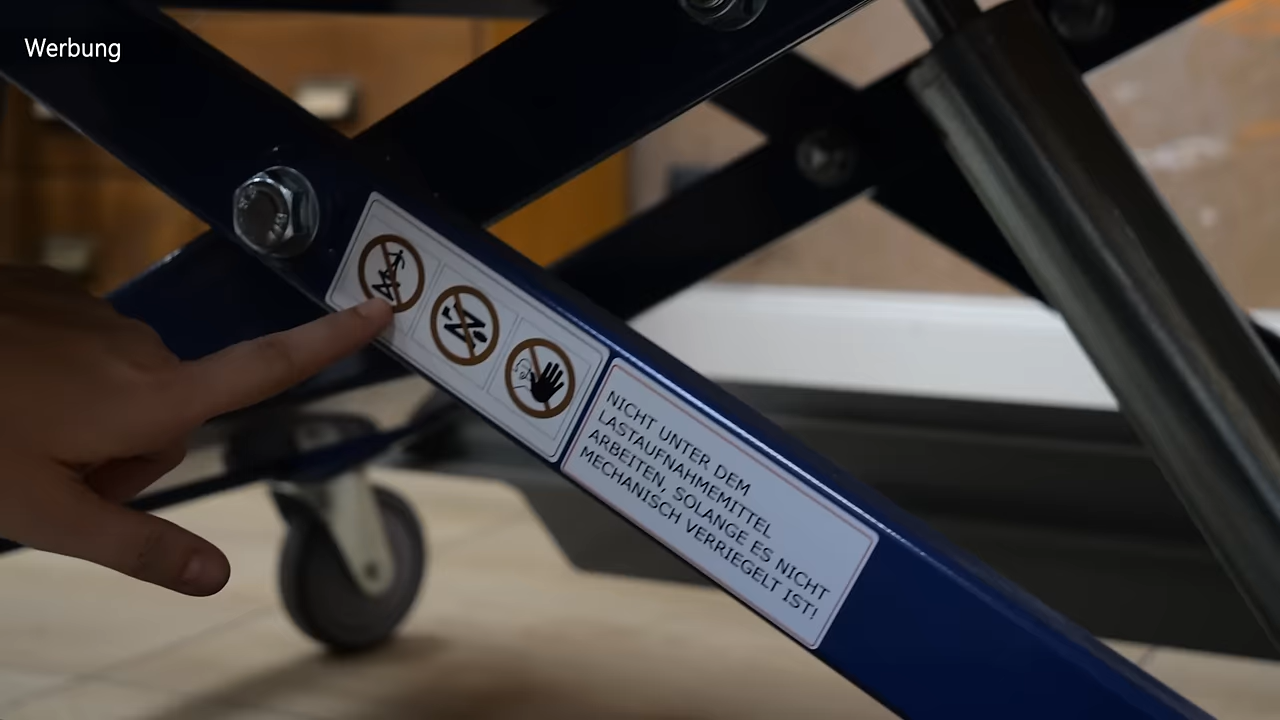 Werbung
NICHT UNTER DEM
LASTAUFNAHMEMITTEL
ARBEITEN, SOLANGE ES NICHT
MECHANISCH VERRIEGELT IST!